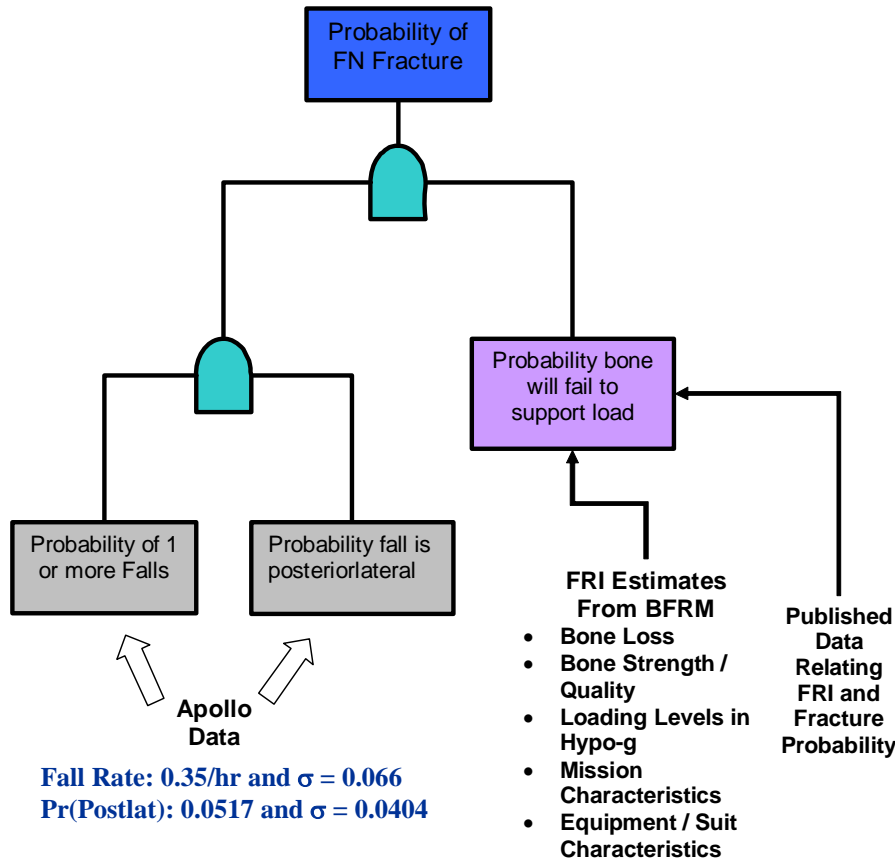 Probability of
FN Fracture
Probability bone
will fail to
support load
Probability of 1
or more Falls
Probability fall is
posteriorlateral
Apollo
Data
Fall Rate: 0.35/hr and σ = 0.066
Pr(Postlat): 0.0517 and σ = 0.0404
FRI Estimates
From BFRM
• Bone Loss
• Bone Strength /
Quality
• Loading Levels in
Hypo-g
• Mission
Characteristics
• Equipment / Suit
Characteristics
Published
Data
Relating
FRI and
Fracture
Probability